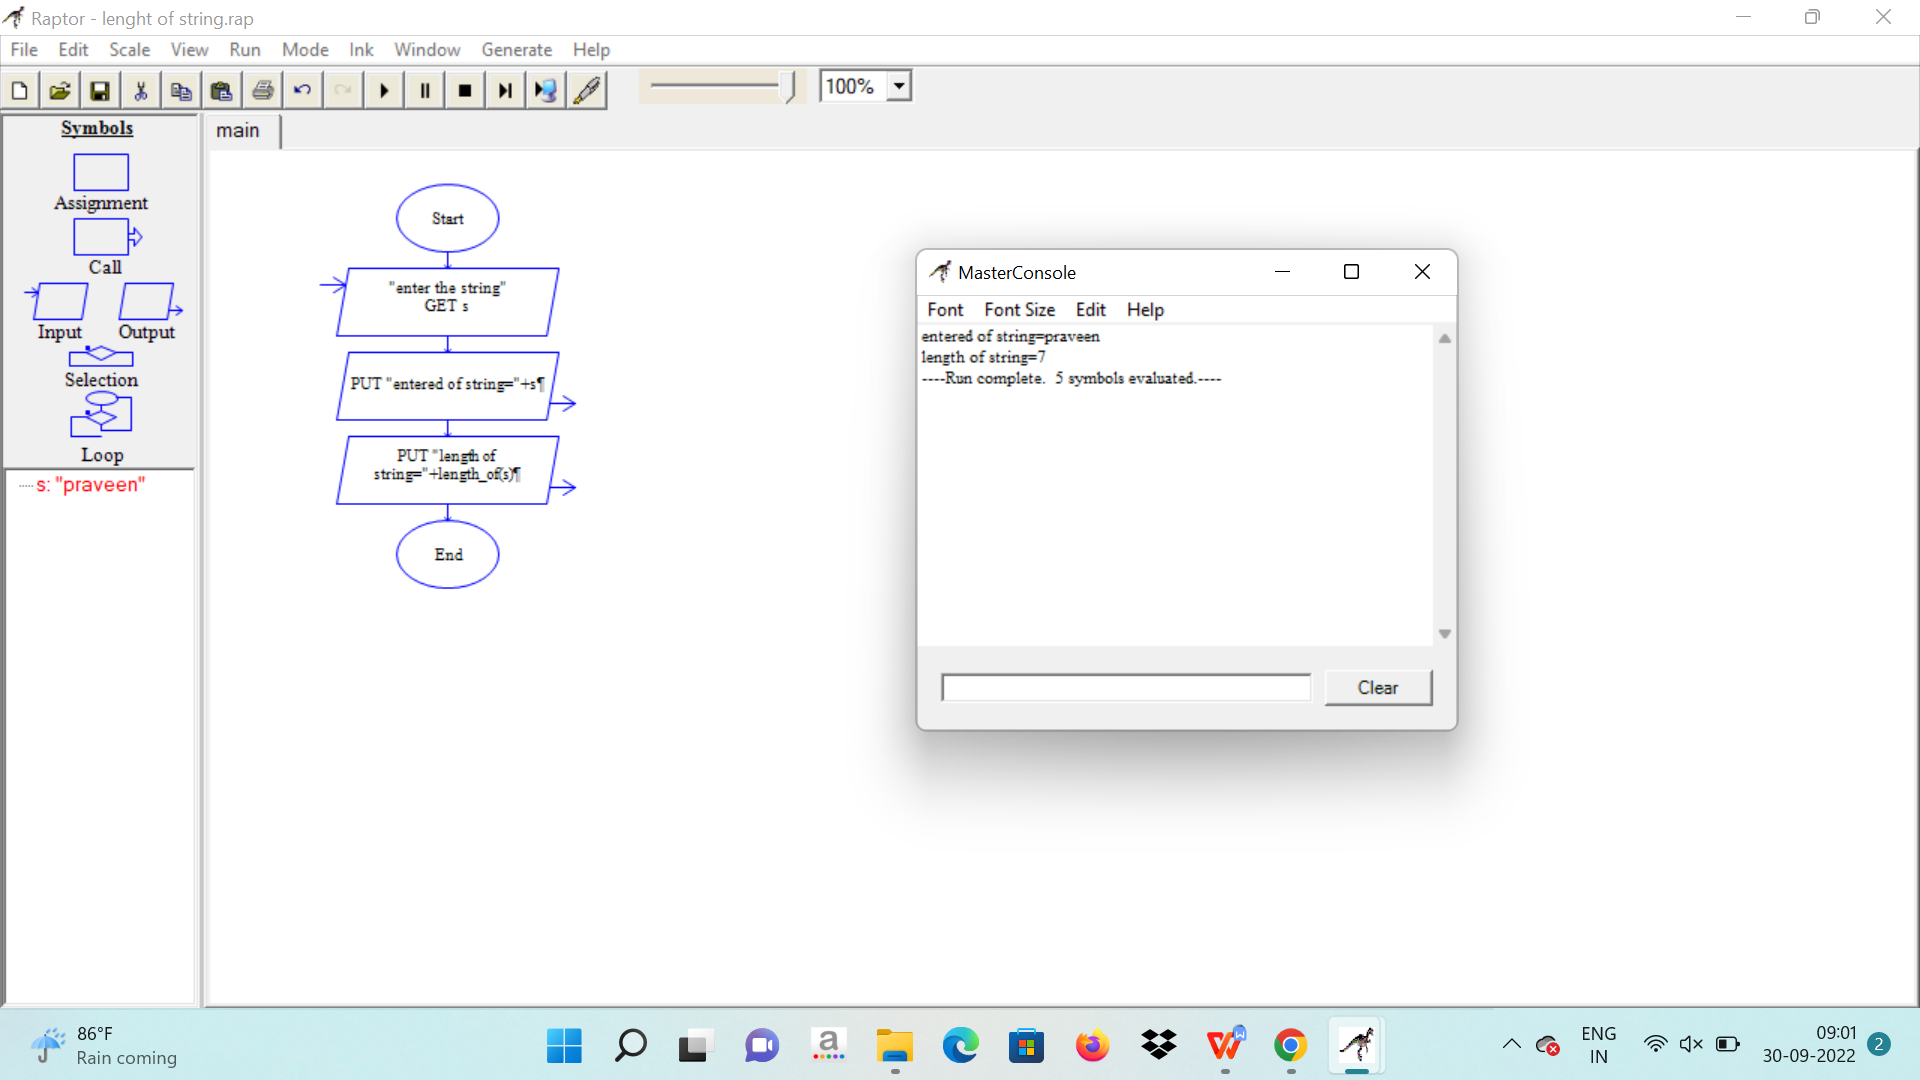 Raptor - lenght of string.rap
File Edit Scale View Run Mode Ink Window Generate Help
100%
Symbols
Assignment
Call
Input Output
Selection
Loop
s: "praveen"
main
Start
"enter the string"
GET s
PUT "entered of string="+s¶
PUT "length of
string="+length_of(s)¶
End
MasterConsole
Font Font Size Edit Help
entered of string=praveen
length of string=7
----Run complete.  5 symbols evaluated.----
Clear
86°F
Rain coming
a
W
ENG
IN
09:01
30-09-2022
2